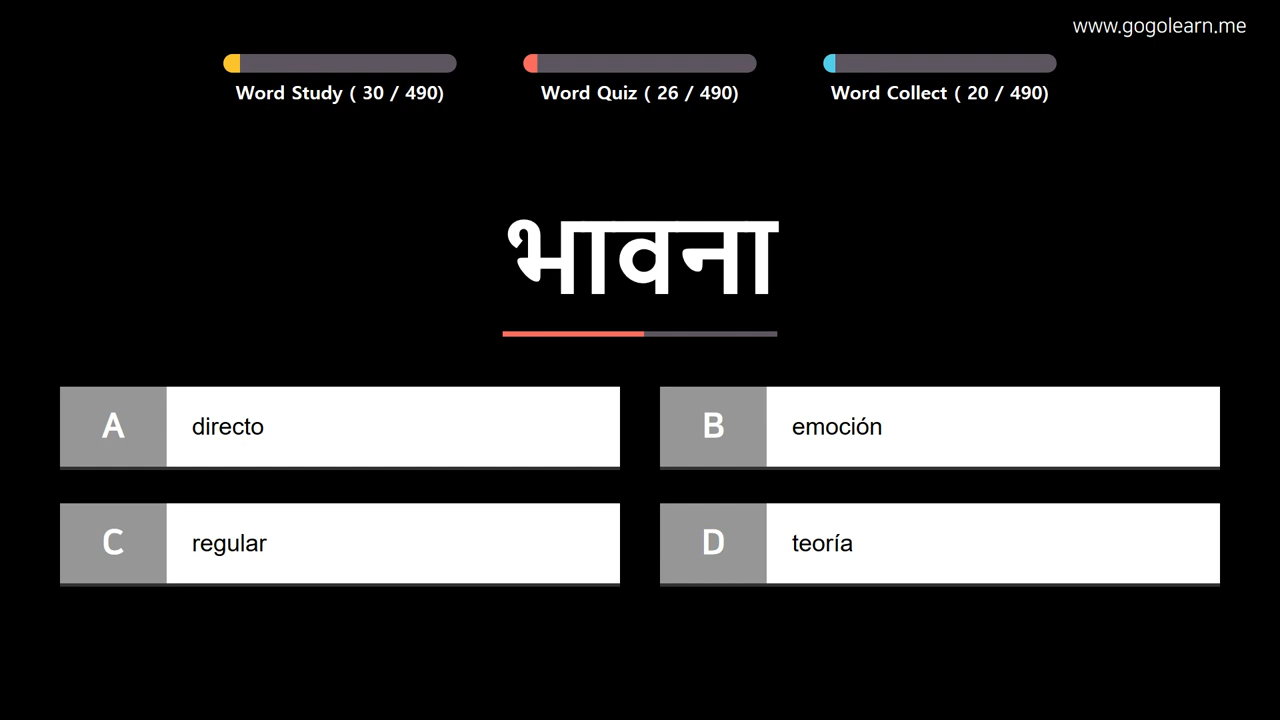 www.gogolearn.me
Word Study ( 30 / 490)
Word Quiz ( 26 / 490)
Word Collect ( 20 / 490)
भावना
A directo
B emoción
C regular
D teoría